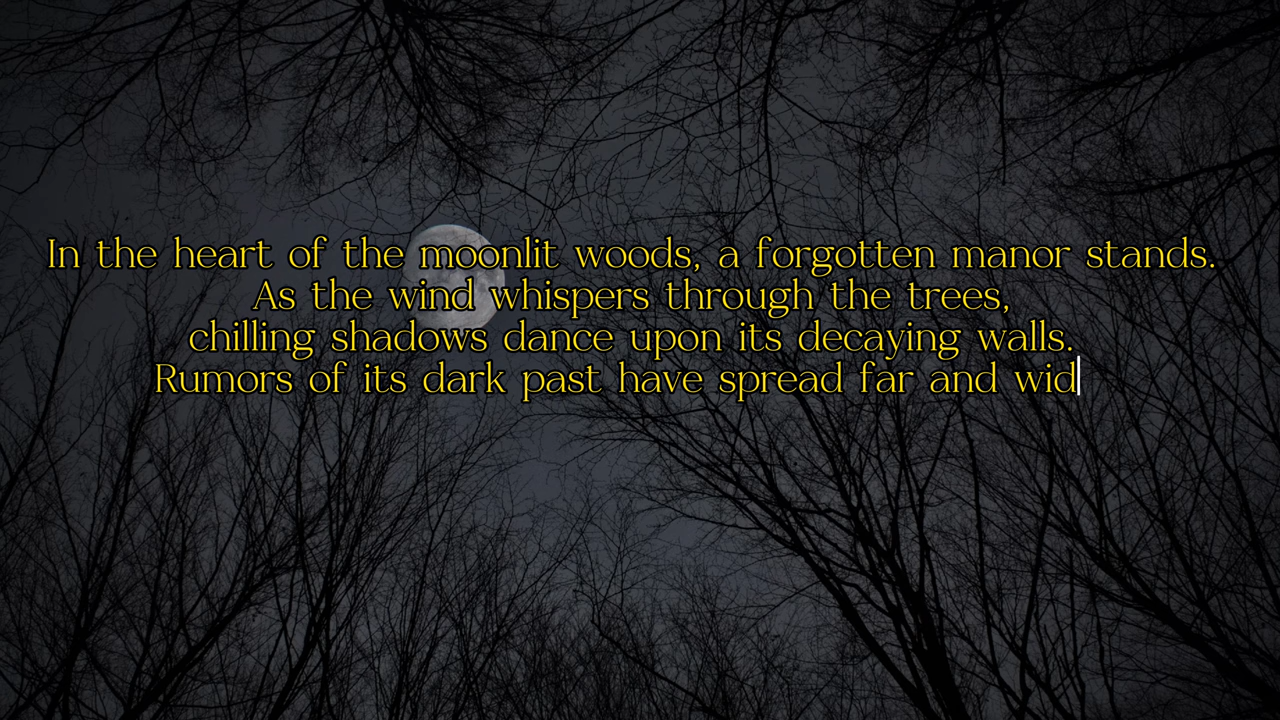 In the heart of the moonlit woods, a forgotten manor stands.
As the wind whispers through the trees,
chilling shadows dance upon its decaying walls.
Rumors of its dark past have spread far and wid